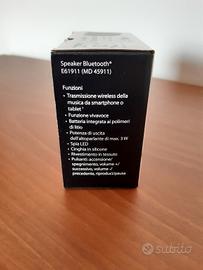 Speaker Bluetooth®
E61911 (MD 45911)
Funzioni
• Trasmissione wireless della
musica da smartphone o
tablet
• Funzione vivavoce
• Batteria integrata ai polimeri
di litio
• Potenza di uscita
dell'altoparlante di max. 3 W
• Spia LED
• Cinghia in silicone
• Rivestimento in tessuto
• Pulsanti: accensione/
spegnimento, volume +/
successivo, volume -/
precedente, riproduci/pausa
subito